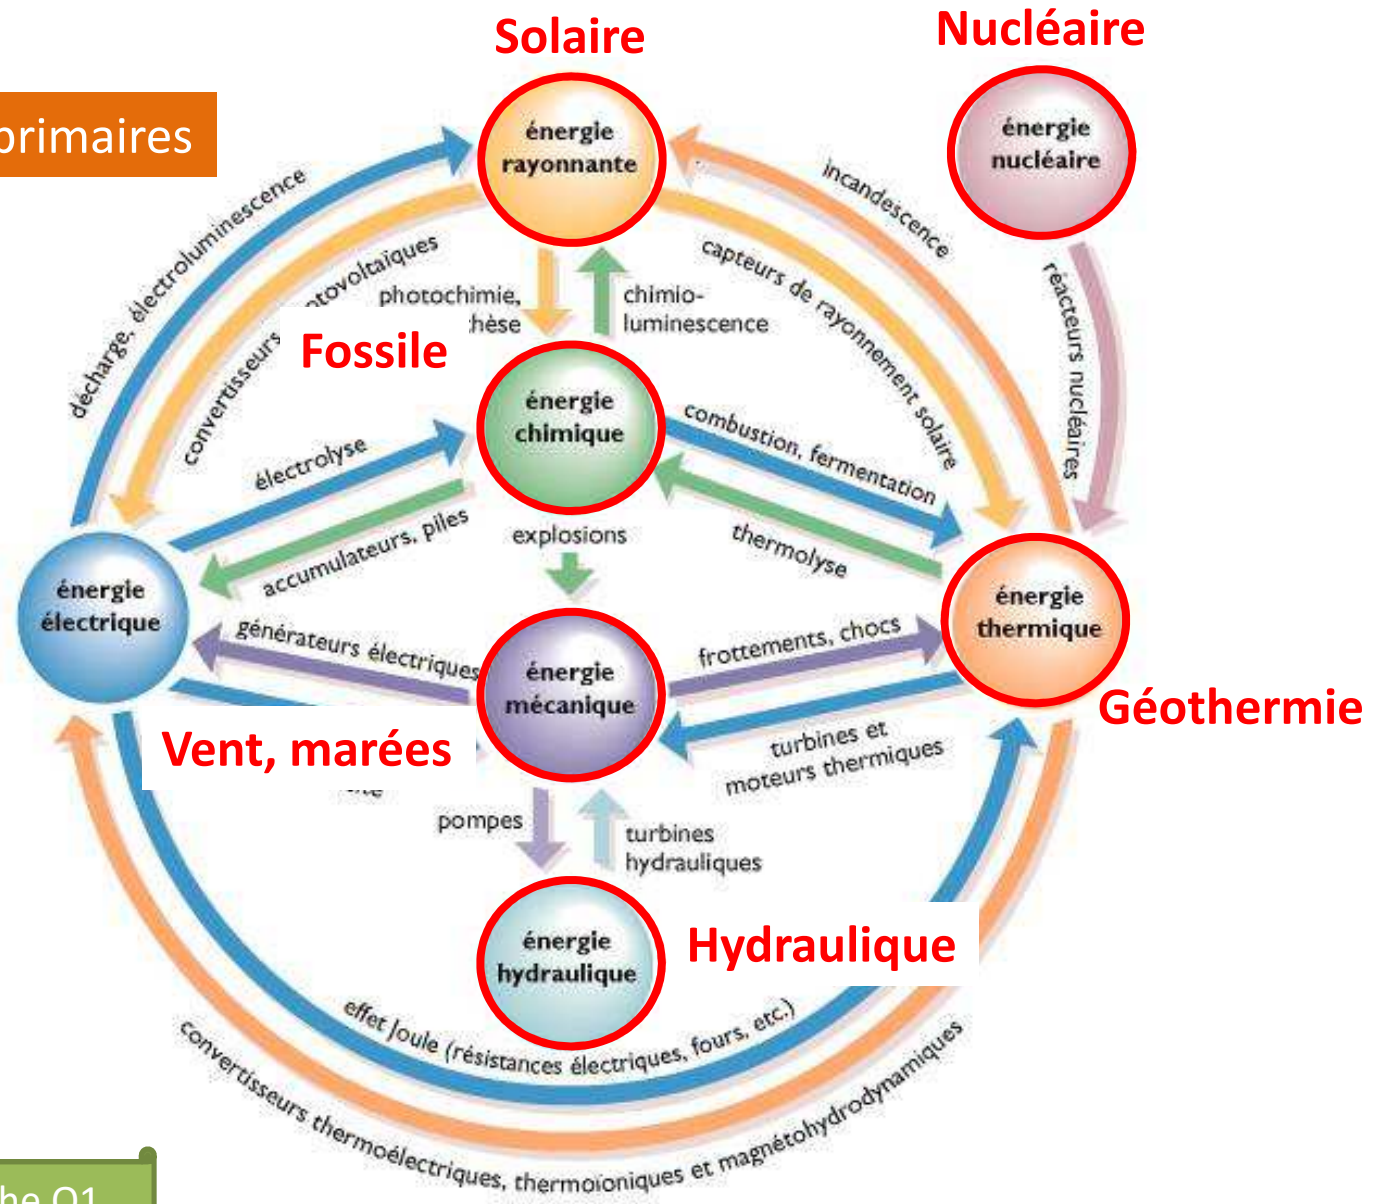 Solaire
Nucléaire
primaires
énergie
rayonnante
énergie
nucléaire
incandescence
décharge, électroluminescence
convertisseurs
capteurs de rayonnement solaire
réacteurs nucléaires
photochimie,
chimio-
luminescence
Fossile
énergie
chimique
combustion, fermentation
électrolyse
accumulateurs, piles
thermolyse
explosions
énergie
électrique
énergie
thermique
générateurs électriques
frottements, chocs
énergie
mécanique
Géothermie
Vent, marées
turbines et
moteurs thermiques
pompes
turbines
hydrauliques
énergie
hydraulique
Hydraulique
effet Joule (résistances électriques, fours, etc.)
convertisseurs thermoélectriques, thermoïoniques et magnétohydrodynamiques
Q1